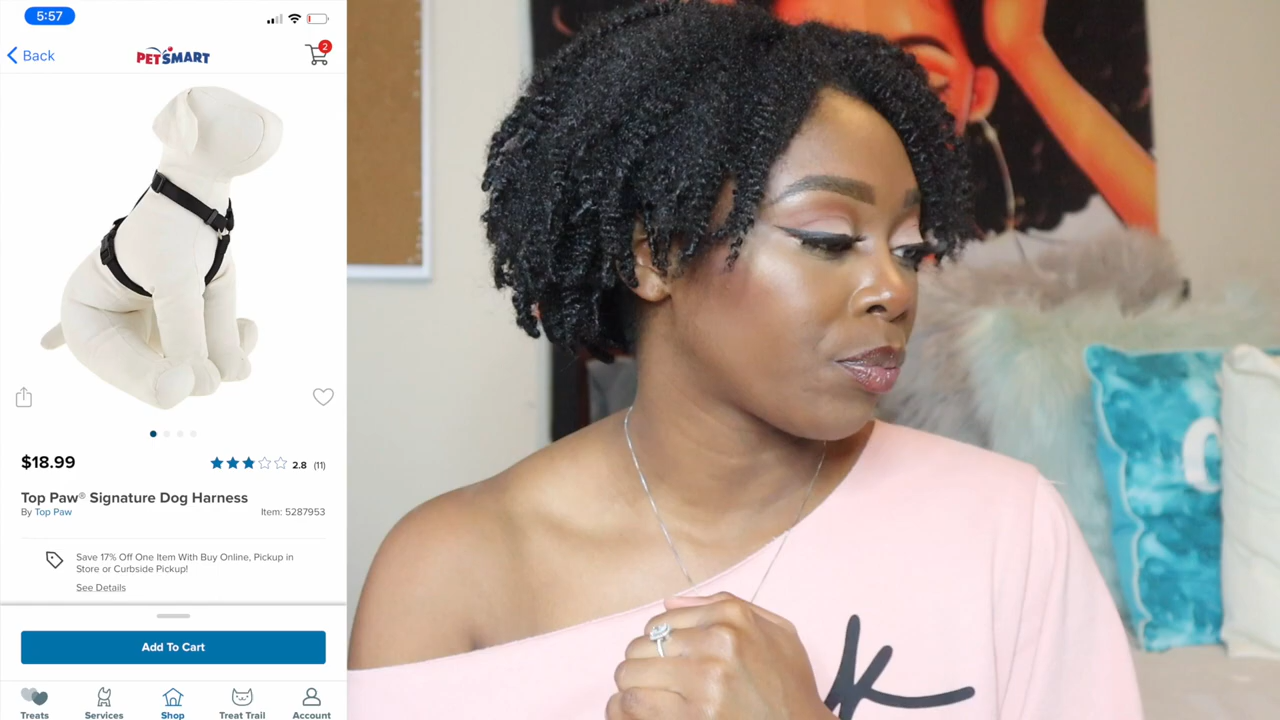 5:57
Back
PETSMART
2
$18.99
2.8 (11)
Top Paw® Signature Dog Harness
By Top Paw
Item: 5287953
Save 17% Off One Item With Buy Online, Pickup in
Store or Curbside Pickup!
See Details
Add To Cart
Treats
Services
Shop
Treat Trail
Account
k